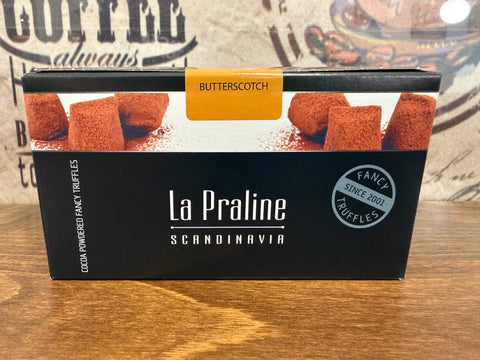 COFFEE
always
BUTTERSCOTCH
COCOA POWDERED FANCY TRUFFLES
La Praline
SCANDINAVIA
FANCY
SINCE 2001
TRUFFLES